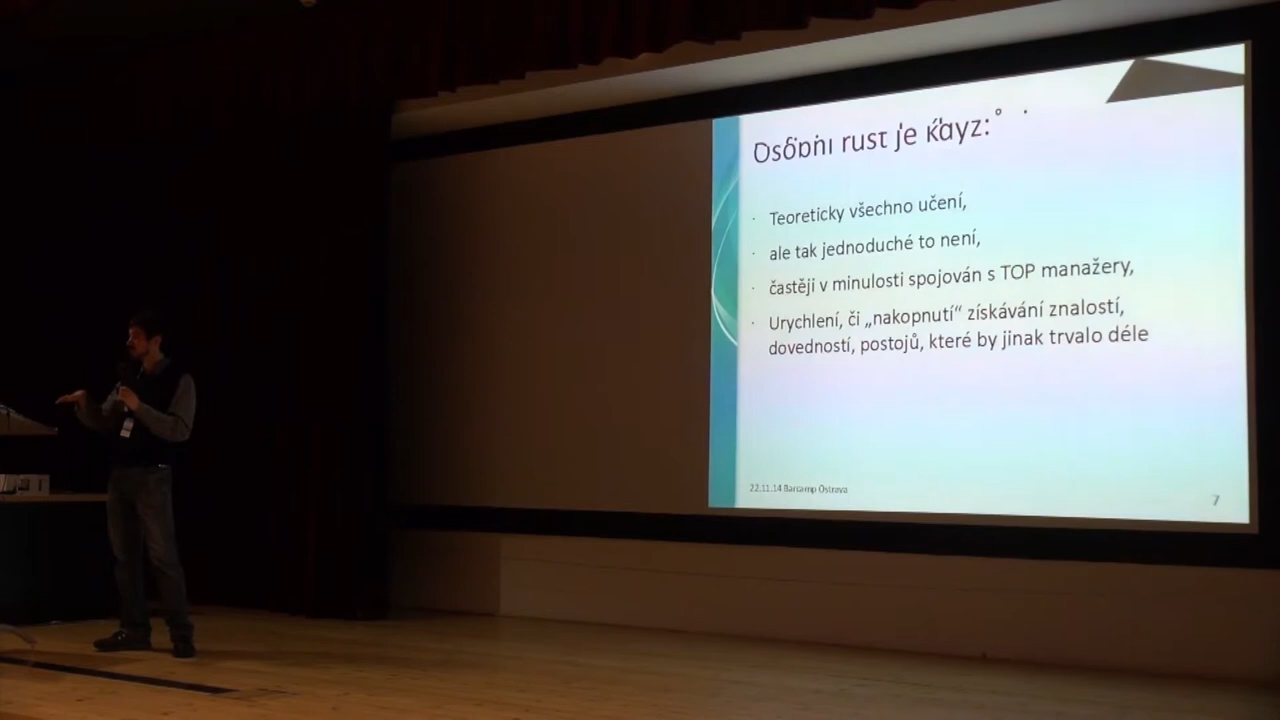 Osobní růst je když:
· Teoreticky všechno učení,
· ale tak jednoduché to není,
· častěji v minulosti spojován s TOP manažery,
· Urychlení, či „nakopnutí“ získávání znalostí,
dovedností, postojů, které by jinak trvalo déle
22.11.14 Barcamp Ostrava
7